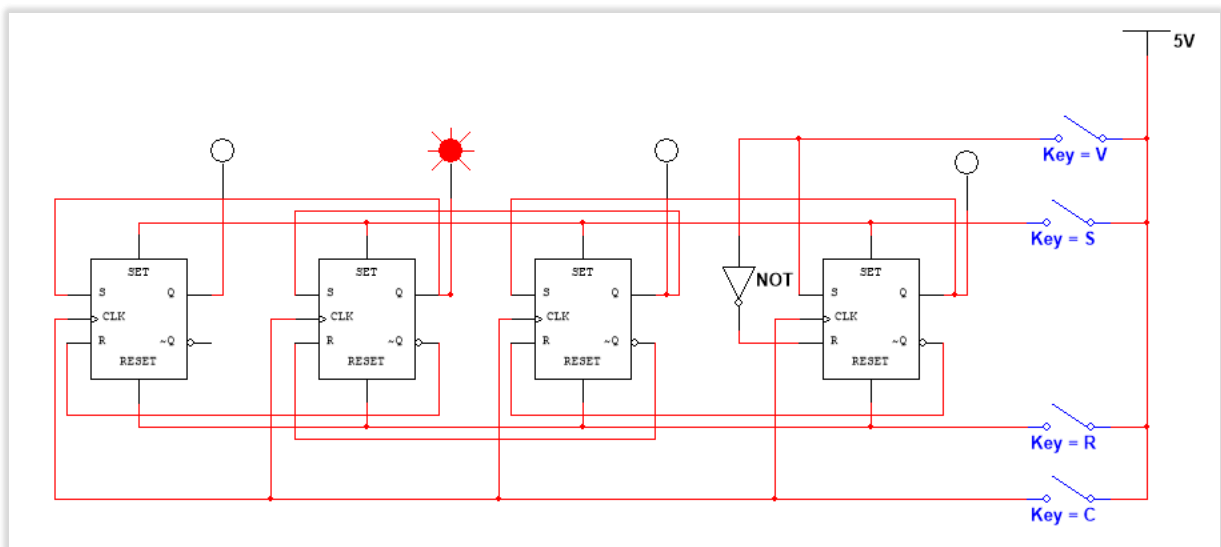 5V
Key = V
Key = S
SET SET SET SET
NOT
S Q S Q S Q S Q
CLK CLK CLK CLK
R ~Q R ~Q R ~Q R ~Q
RESET RESET RESET RESET
Key = R
Key = C